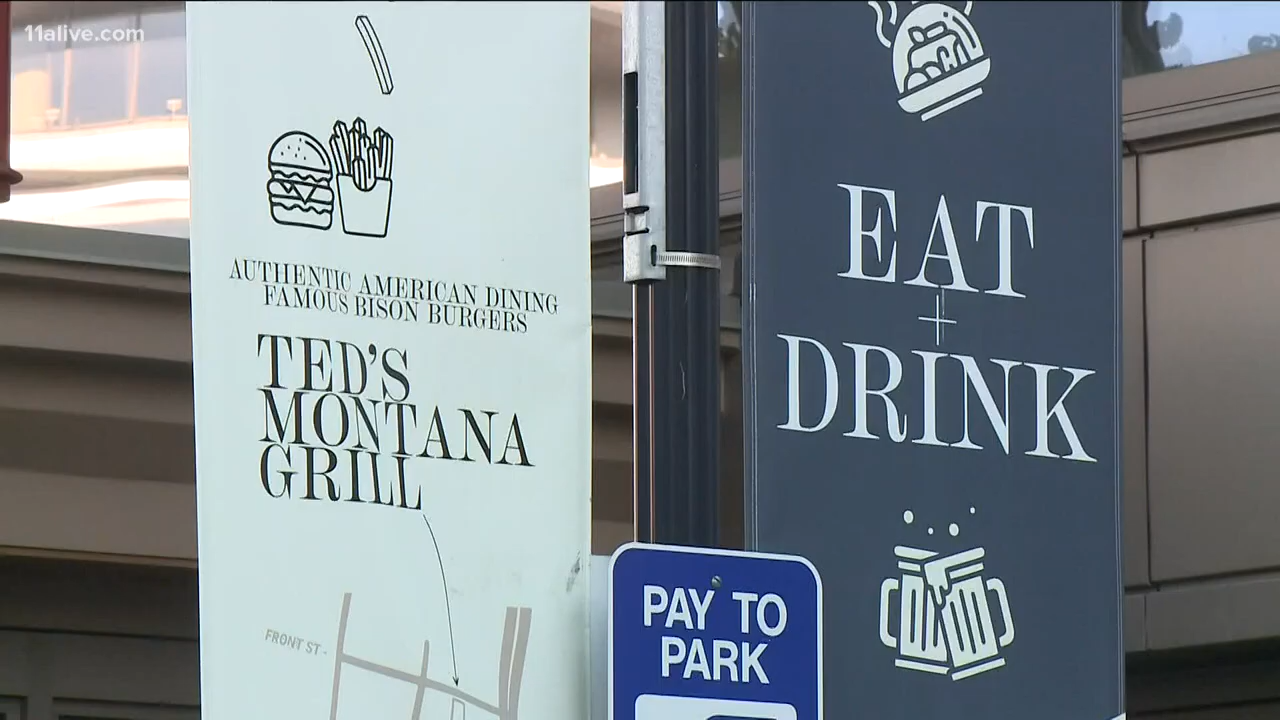 11alive.com
AUTHENTIC AMERICAN DINING
FAMOUS BISON BURGERS
TED'S
MONTANA
GRILL
FRONT ST
EAT
+
DRINK
PAY TO
PARK